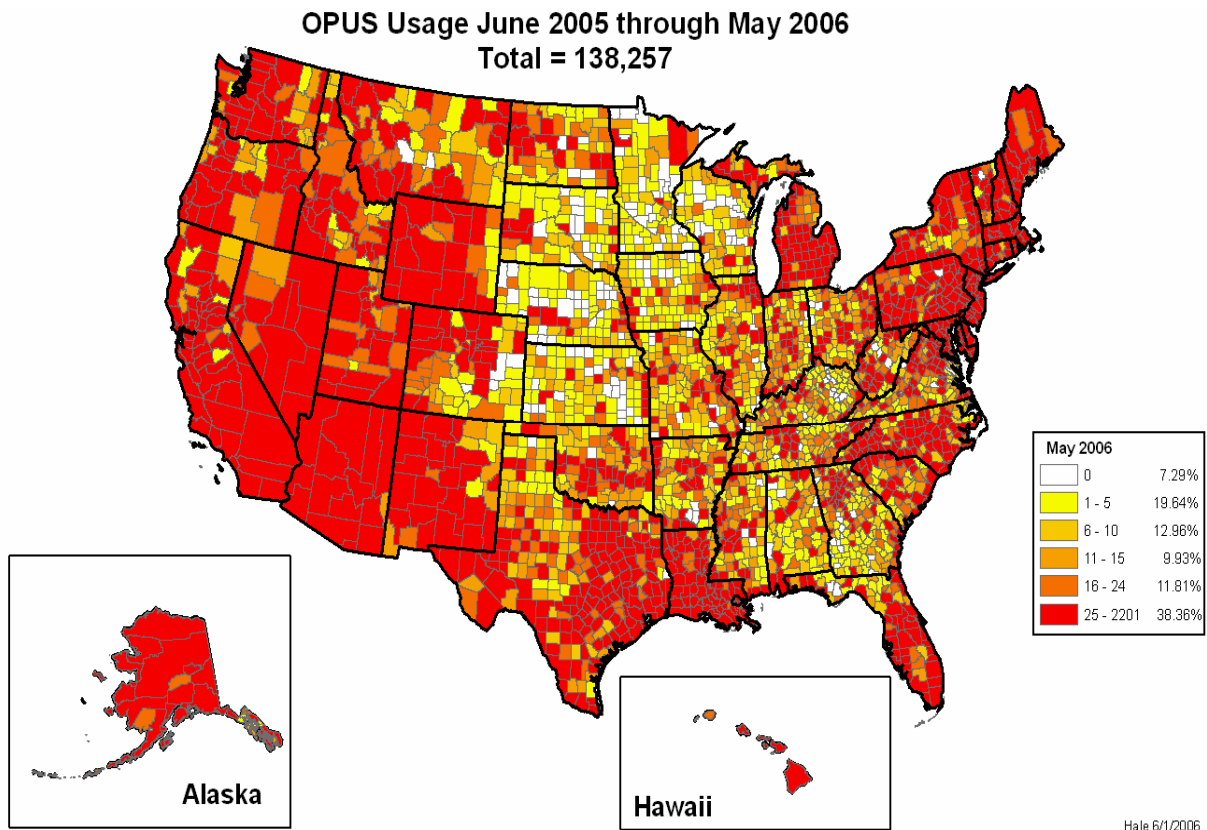 OPUS Usage June 2005 through May 2006
Total = 138,257
May 2006
0 7.29%
1 - 5 19.64%
6 - 10 12.96%
11 - 15 9.93%
16 - 24 11.81%
25 - 2201 38.36%
Alaska
Hawaii
Hale 6/1/2006